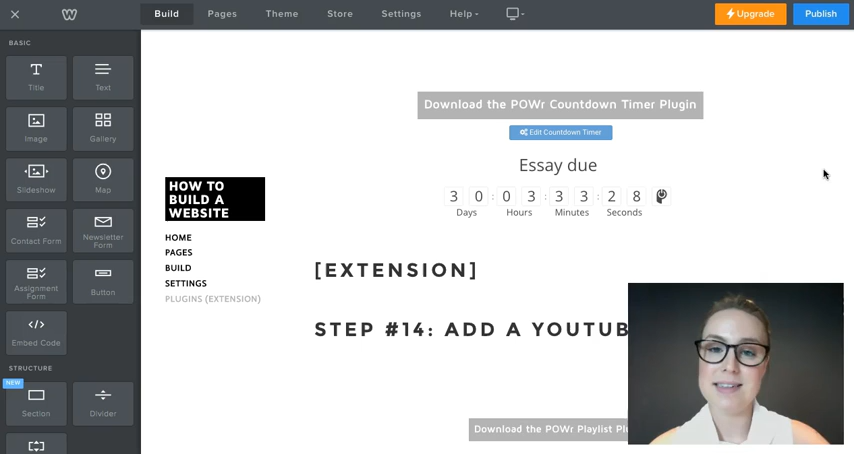 Build
Pages
Theme
Store
Settings
Help
Upgrade
Publish
BASIC
Title
Text
Image
Gallery
Slideshow
Map
Contact Form
Newsletter
Form
Assignment
Form
Button
Embed Code
STRUCTURE
NEW
Section
Divider
HOW TO
BUILD A
WEBSITE
HOME
PAGES
BUILD
SETTINGS
PLUGINS (EXTENSION)
Download the POWr Countdown Timer Plugin
Edit Countdown Timer
Essay due
3 0 : 0 3 : 3 3 : 2 8
Days Hours Minutes Seconds
[EXTENSION]
STEP #14: ADD A YOUTUB
Download the POWr Playlist Plu